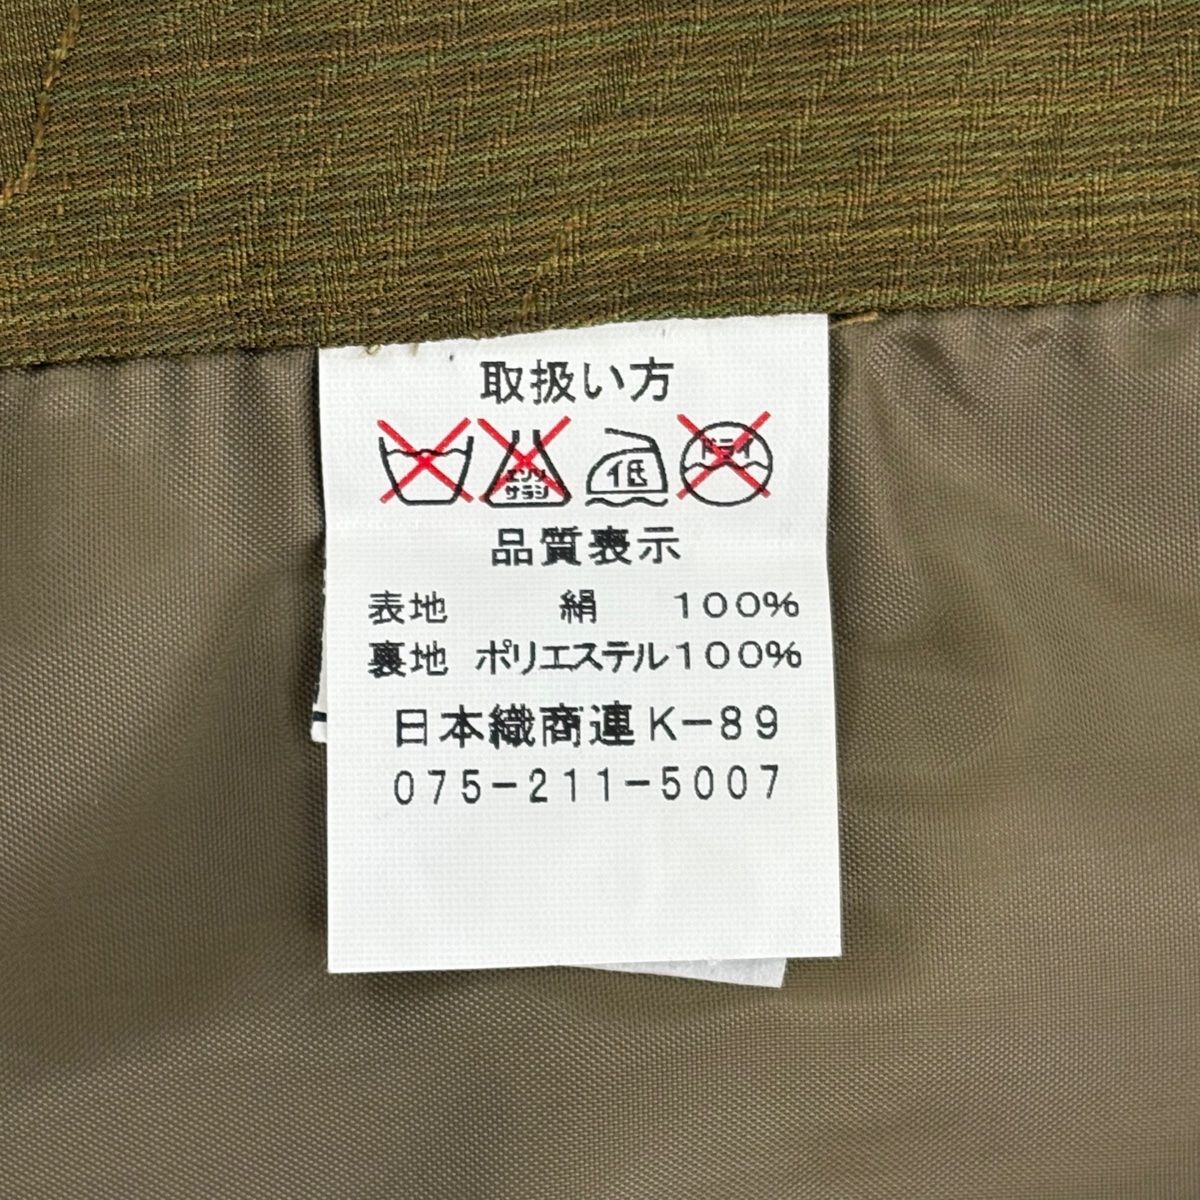 取扱い方
エンソ
サラシ
低
ドライ
品質表示
表地 絹 100%
裏地 ポリエステル100%
日本織商連K-89
075-211-5007